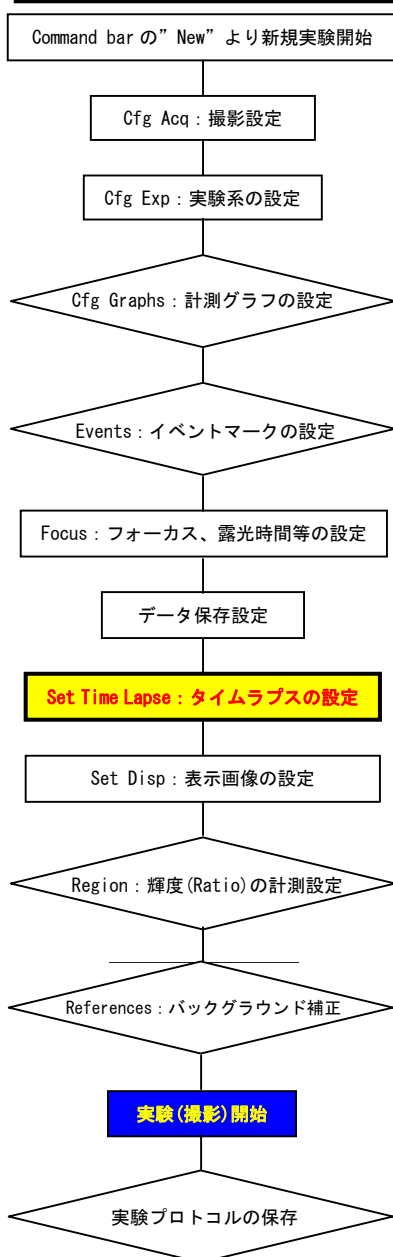 Command bar の”New”より新規実験開始
Cfg Acq：撮影設定
Cfg Exp：実験系の設定
Cfg Graphs：計測グラフの設定
Events：イベントマークの設定
Focus：フォーカス、露光時間等の設定
データ保存設定
Set Time Lapse：タイムラプスの設定
Set Disp：表示画像の設定
Region：輝度(Ratio)の計測設定
References：バックグラウンド補正
実験(撮影)開始
実験プロトコルの保存